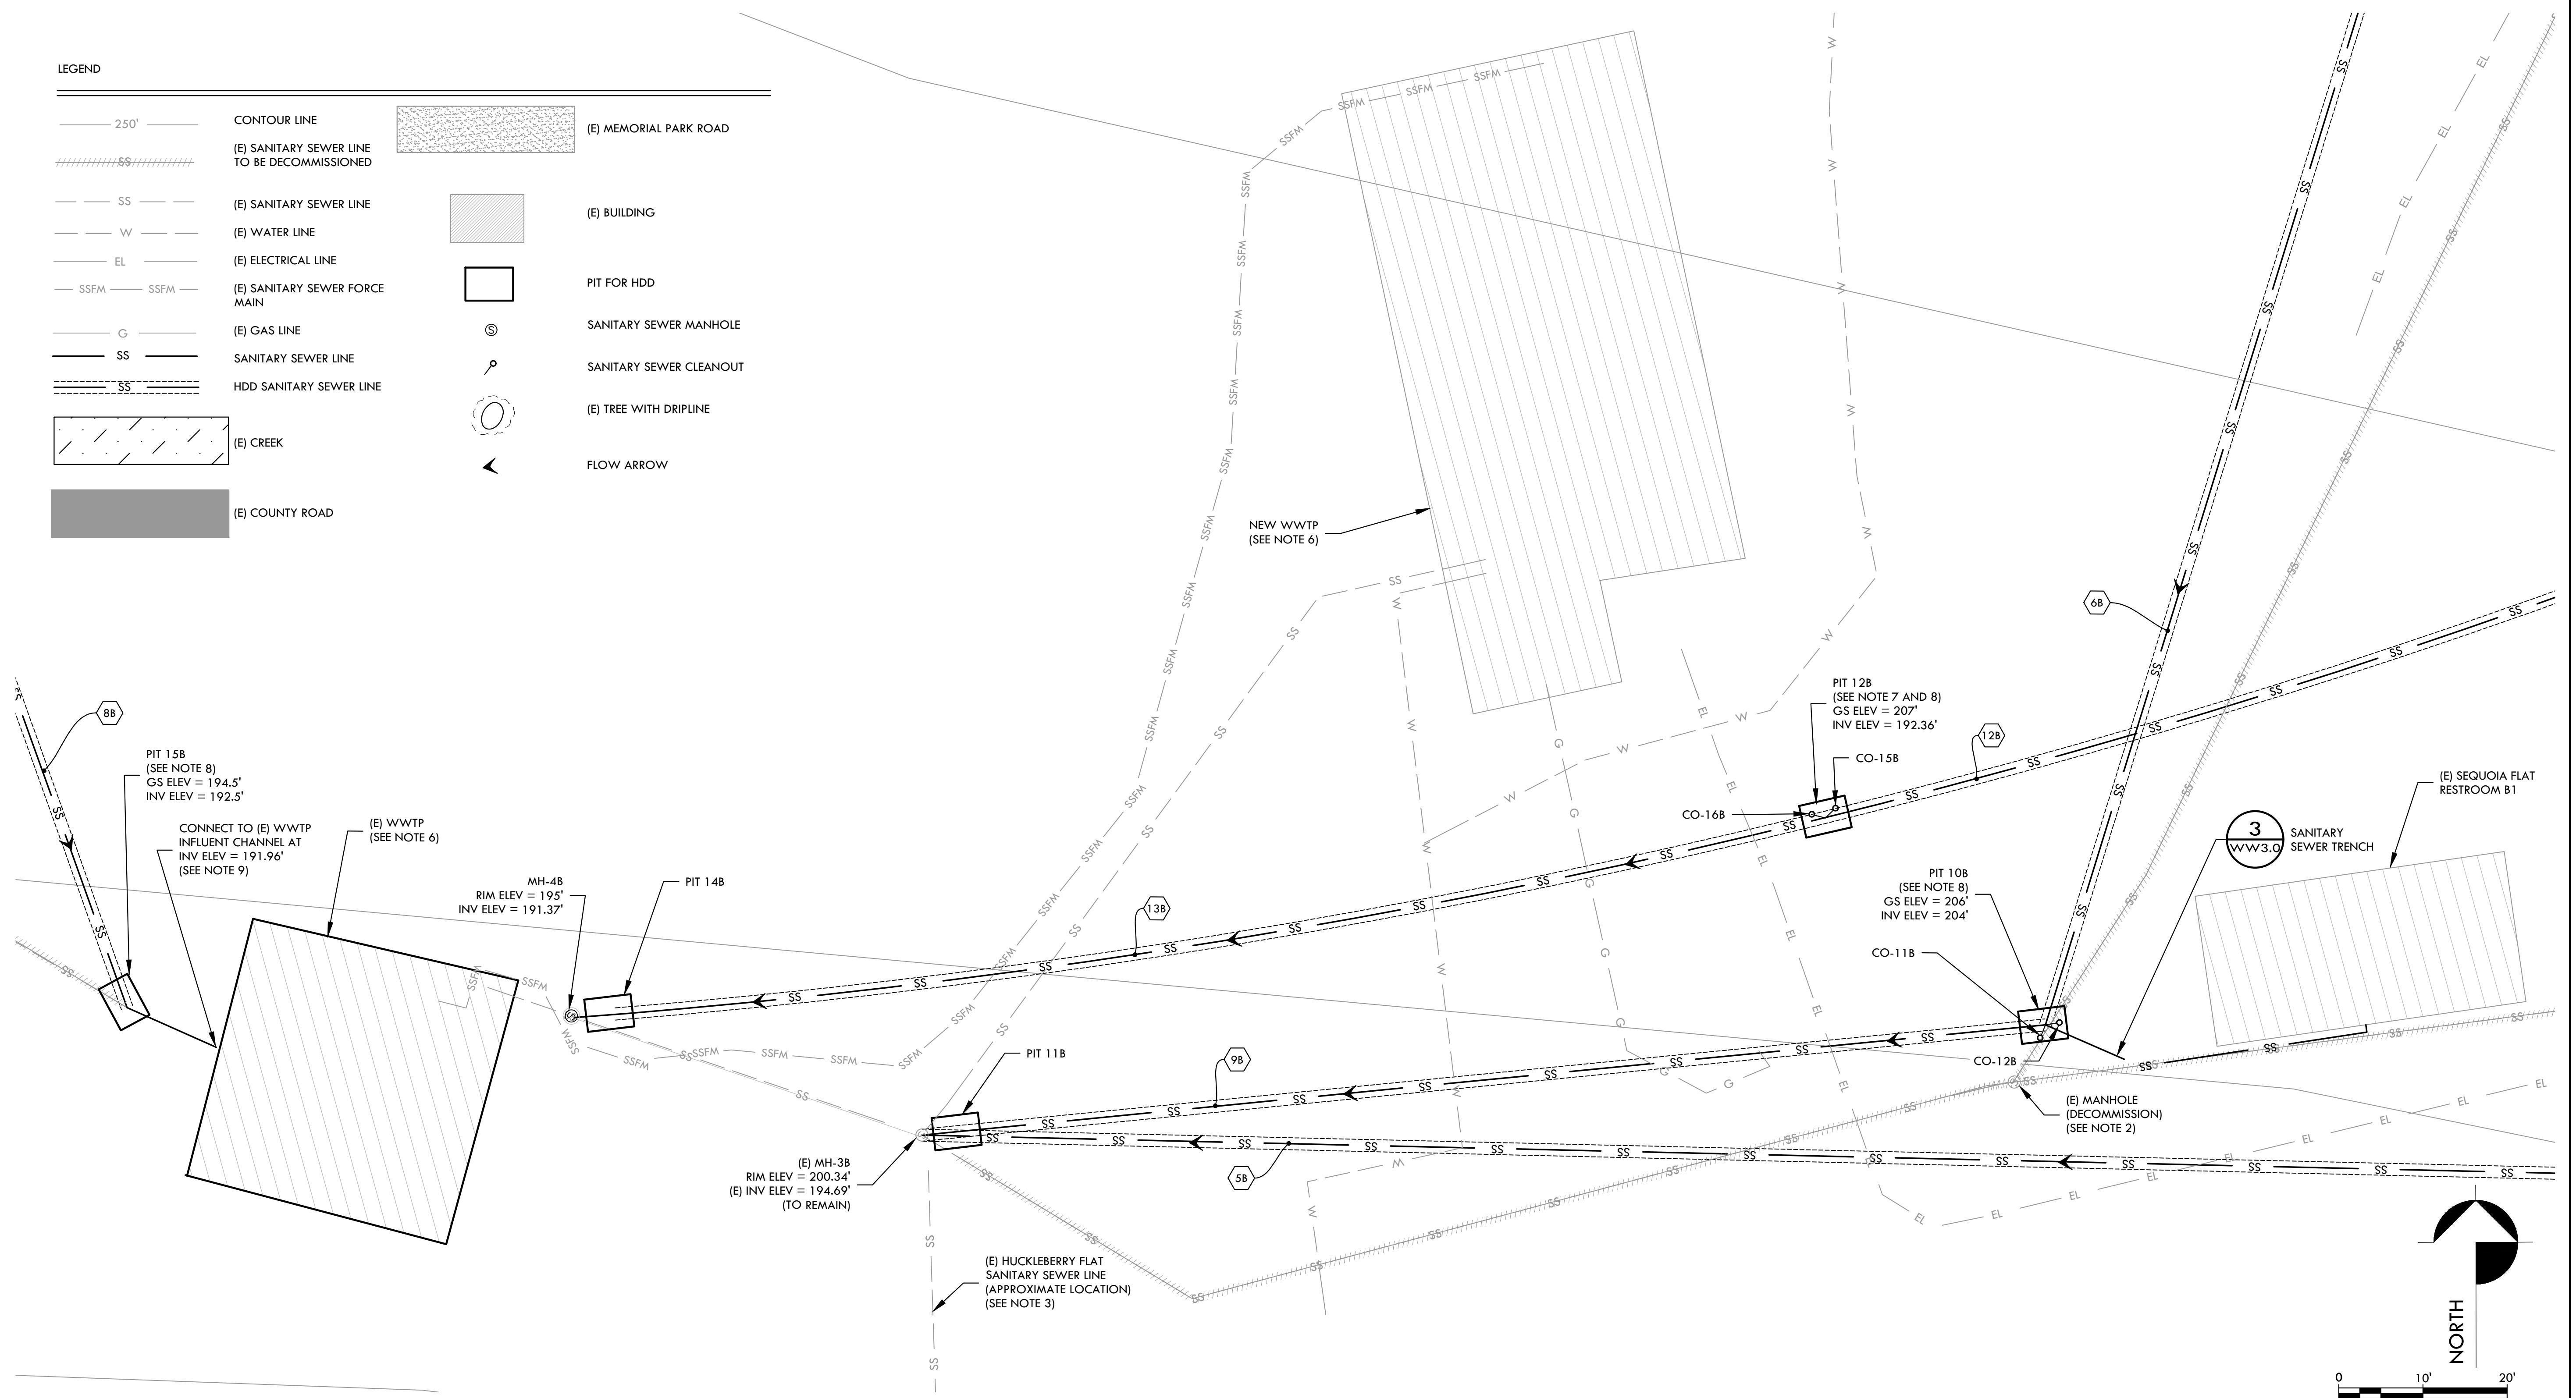 LEGEND
250'
CONTOUR LINE
SS
(E) SANITARY SEWER LINE
TO BE DECOMMISSIONED
SS
(E) SANITARY SEWER LINE
W
(E) WATER LINE
EL
(E) ELECTRICAL LINE
SSFM SSFM
(E) SANITARY SEWER FORCE
MAIN
G
(E) GAS LINE
SS
SANITARY SEWER LINE
SS
HDD SANITARY SEWER LINE
(E) CREEK
(E) COUNTY ROAD
(E) MEMORIAL PARK ROAD
(E) BUILDING
PIT FOR HDD
S
SANITARY SEWER MANHOLE
SANITARY SEWER CLEANOUT
(E) TREE WITH DRIPLINE
FLOW ARROW
NEW WWTP
(SEE NOTE 6)
6B
8B
PIT 15B
(SEE NOTE 8)
GS ELEV = 194.5'
INV ELEV = 192.5'
CONNECT TO (E) WWTP
INFLUENT CHANNEL AT
INV ELEV = 191.96'
(SEE NOTE 9)
(E) WWTP
(SEE NOTE 6)
MH-4B
RIM ELEV = 195'
INV ELEV = 191.37'
PIT 14B
13B
PIT 12B
(SEE NOTE 7 AND 8)
GS ELEV = 207'
INV ELEV = 192.36'
12B
CO-15B
CO-16B
(E) SEQUOIA FLAT
RESTROOM B1
3
WW3.0
SANITARY
SEWER TRENCH
PIT 10B
(SEE NOTE 8)
GS ELEV = 206'
INV ELEV = 204'
CO-11B
CO-12B
(E) MANHOLE
(DECOMMISSION)
(SEE NOTE 2)
PIT 11B
9B
5B
(E) MH-3B
RIM ELEV = 200.34'
(E) INV ELEV = 194.69'
(TO REMAIN)
(E) HUCKLEBERRY FLAT
SANITARY SEWER LINE
(APPROXIMATE LOCATION)
(SEE NOTE 3)
NORTH
0 10' 20'